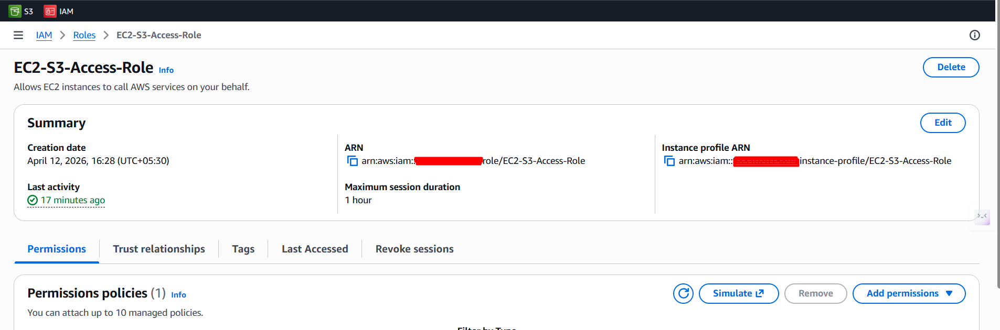 S3 IAM
IAM Roles EC2-S3-Access-Role
EC2-S3-Access-Role Info
Delete
Allows EC2 instances to call AWS services on your behalf.
Summary
Edit
Creation date
April 12, 2026, 16:28 (UTC+05:30)
ARN
arn:aws:iam:: role/EC2-S3-Access-Role
Instance profile ARN
arn:aws:iam:: instance-profile/EC2-S3-Access-Role
Last activity
17 minutes ago
Maximum session duration
1 hour
Permissions Trust relationships Tags Last Accessed Revoke sessions
Permissions policies (1) Info
Simulate Remove Add permissions
You can attach up to 10 managed policies.
Filter by Type